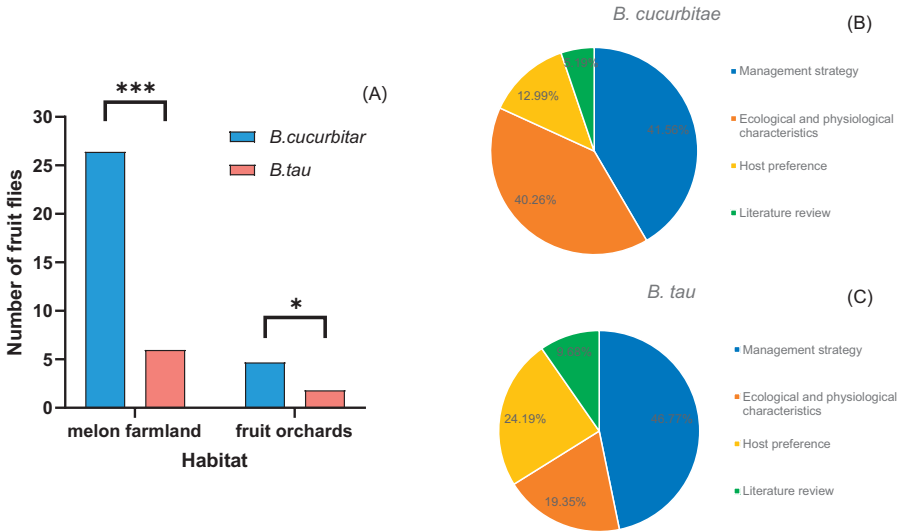 (A)
***
*
B.cucurbitar
B.tau
Number of fruit flies
30
25
20
15
10
5
0
melon farmland
fruit orchards
Habitat
B. cucurbitae
(B)
12.99%
40.26%
Management strategy
Ecological and physiological
characteristics
Host preference
Literature review
B. tau
(C)
9.68%
24.19%
46.77%
19.35%
Management strategy
Ecological and physiological
characteristics
Host preference
Literature review